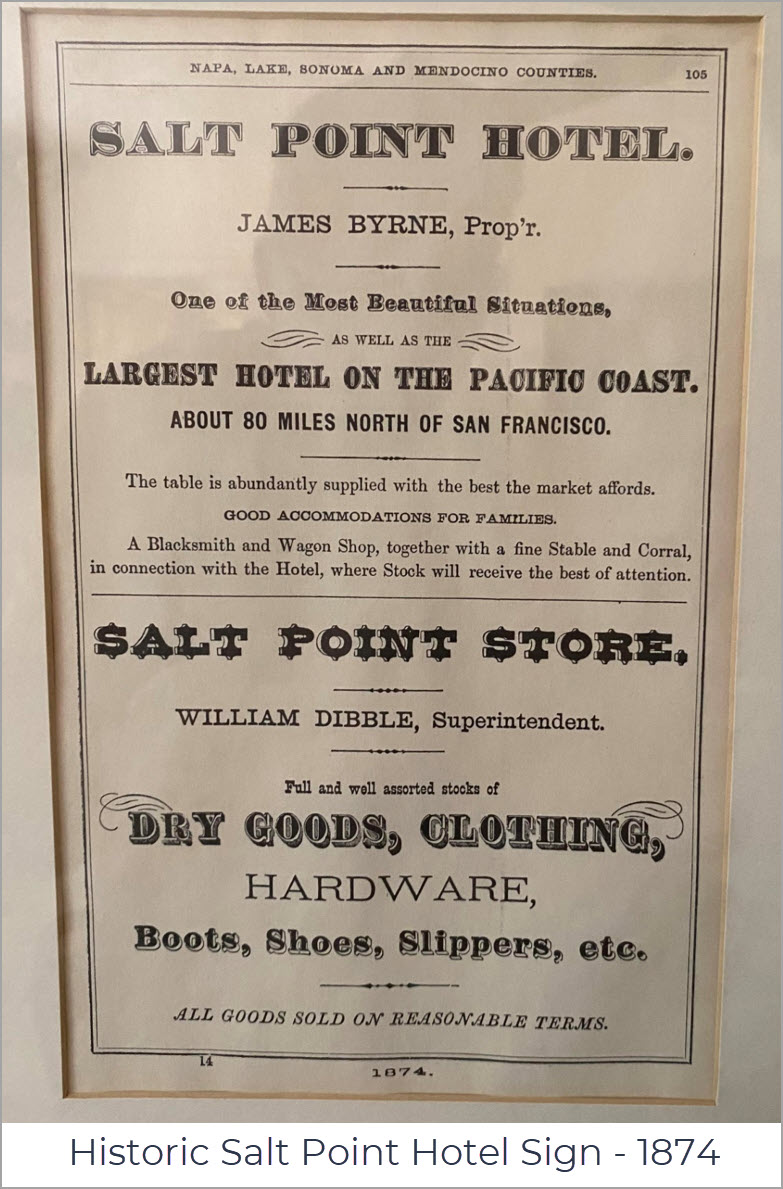 NAPA, LAKE, SONOMA AND MENDOCINO COUNTIES. 105
SALT POINT HOTEL.
JAMES BYRNE, Prop'r.
One of the Most Beautiful Situations,
AS WELL AS THE
LARGEST HOTEL ON THE PACIFIC COAST.
ABOUT 80 MILES NORTH OF SAN FRANCISCO.
The table is abundantly supplied with the best the market affords.
GOOD ACCOMMODATIONS FOR FAMILIES.
A Blacksmith and Wagon Shop, together with a fine Stable and Corral,
in connection with the Hotel, where Stock will receive the best of attention.
SALT POINT STORE,
WILLIAM DIBBLE, Superintendent.
Full and well assorted stocks of
DRY GOODS, CLOTHING,
HARDWARE,
Boots, Shoes, Slippers, etc.
ALL GOODS SOLD ON REASONABLE TERMS.
14
1874.
Historic Salt Point Hotel Sign - 1874